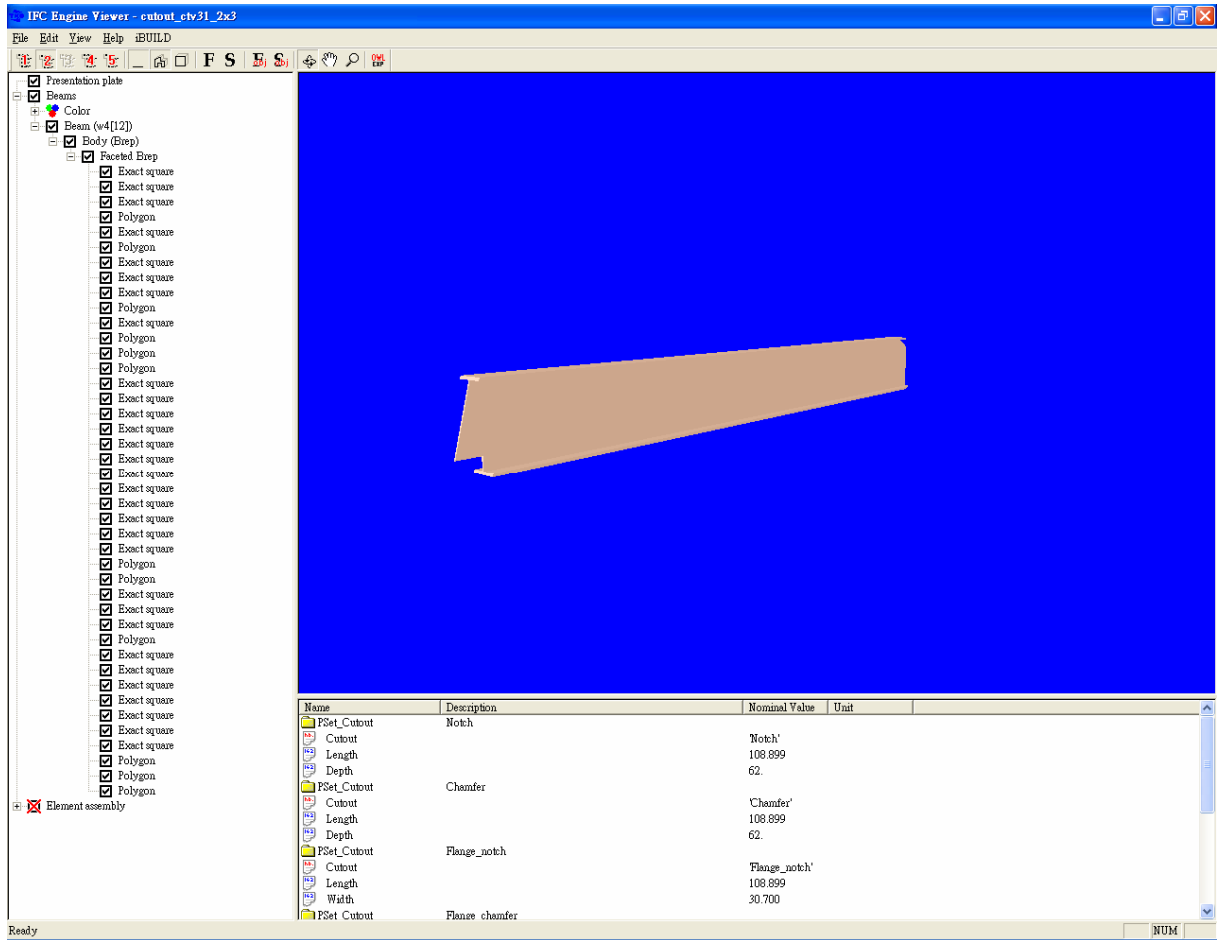 IFC Engine Viewer - cutout_ctv31_2x3
File Edit View Help iBUILD
1 2 3 4 5 F S
Presentation plate
Beams
Color
Beam (w4[12])
Body (Brep)
Faceted Brep
Exact square
Exact square
Exact square
Polygon
Exact square
Polygon
Exact square
Exact square
Exact square
Polygon
Exact square
Polygon
Polygon
Polygon
Exact square
Exact square
Exact square
Exact square
Exact square
Exact square
Exact square
Exact square
Exact square
Exact square
Exact square
Exact square
Polygon
Polygon
Exact square
Exact square
Exact square
Polygon
Exact square
Exact square
Exact square
Exact square
Exact square
Exact square
Exact square
Polygon
Polygon
Polygon
Element assembly
Name Description Nominal Value Unit
PSet_Cutout Notch
Cutout 'Notch'
Length 108.899
Depth 62.
PSet_Cutout Chamfer
Cutout 'Chamfer'
Length 108.899
Depth 62.
PSet_Cutout Flange_notch
Cutout 'Flange_notch'
Length 108.899
Width 30.700
PSet_Cutout Flange_chamfer
Ready NUM